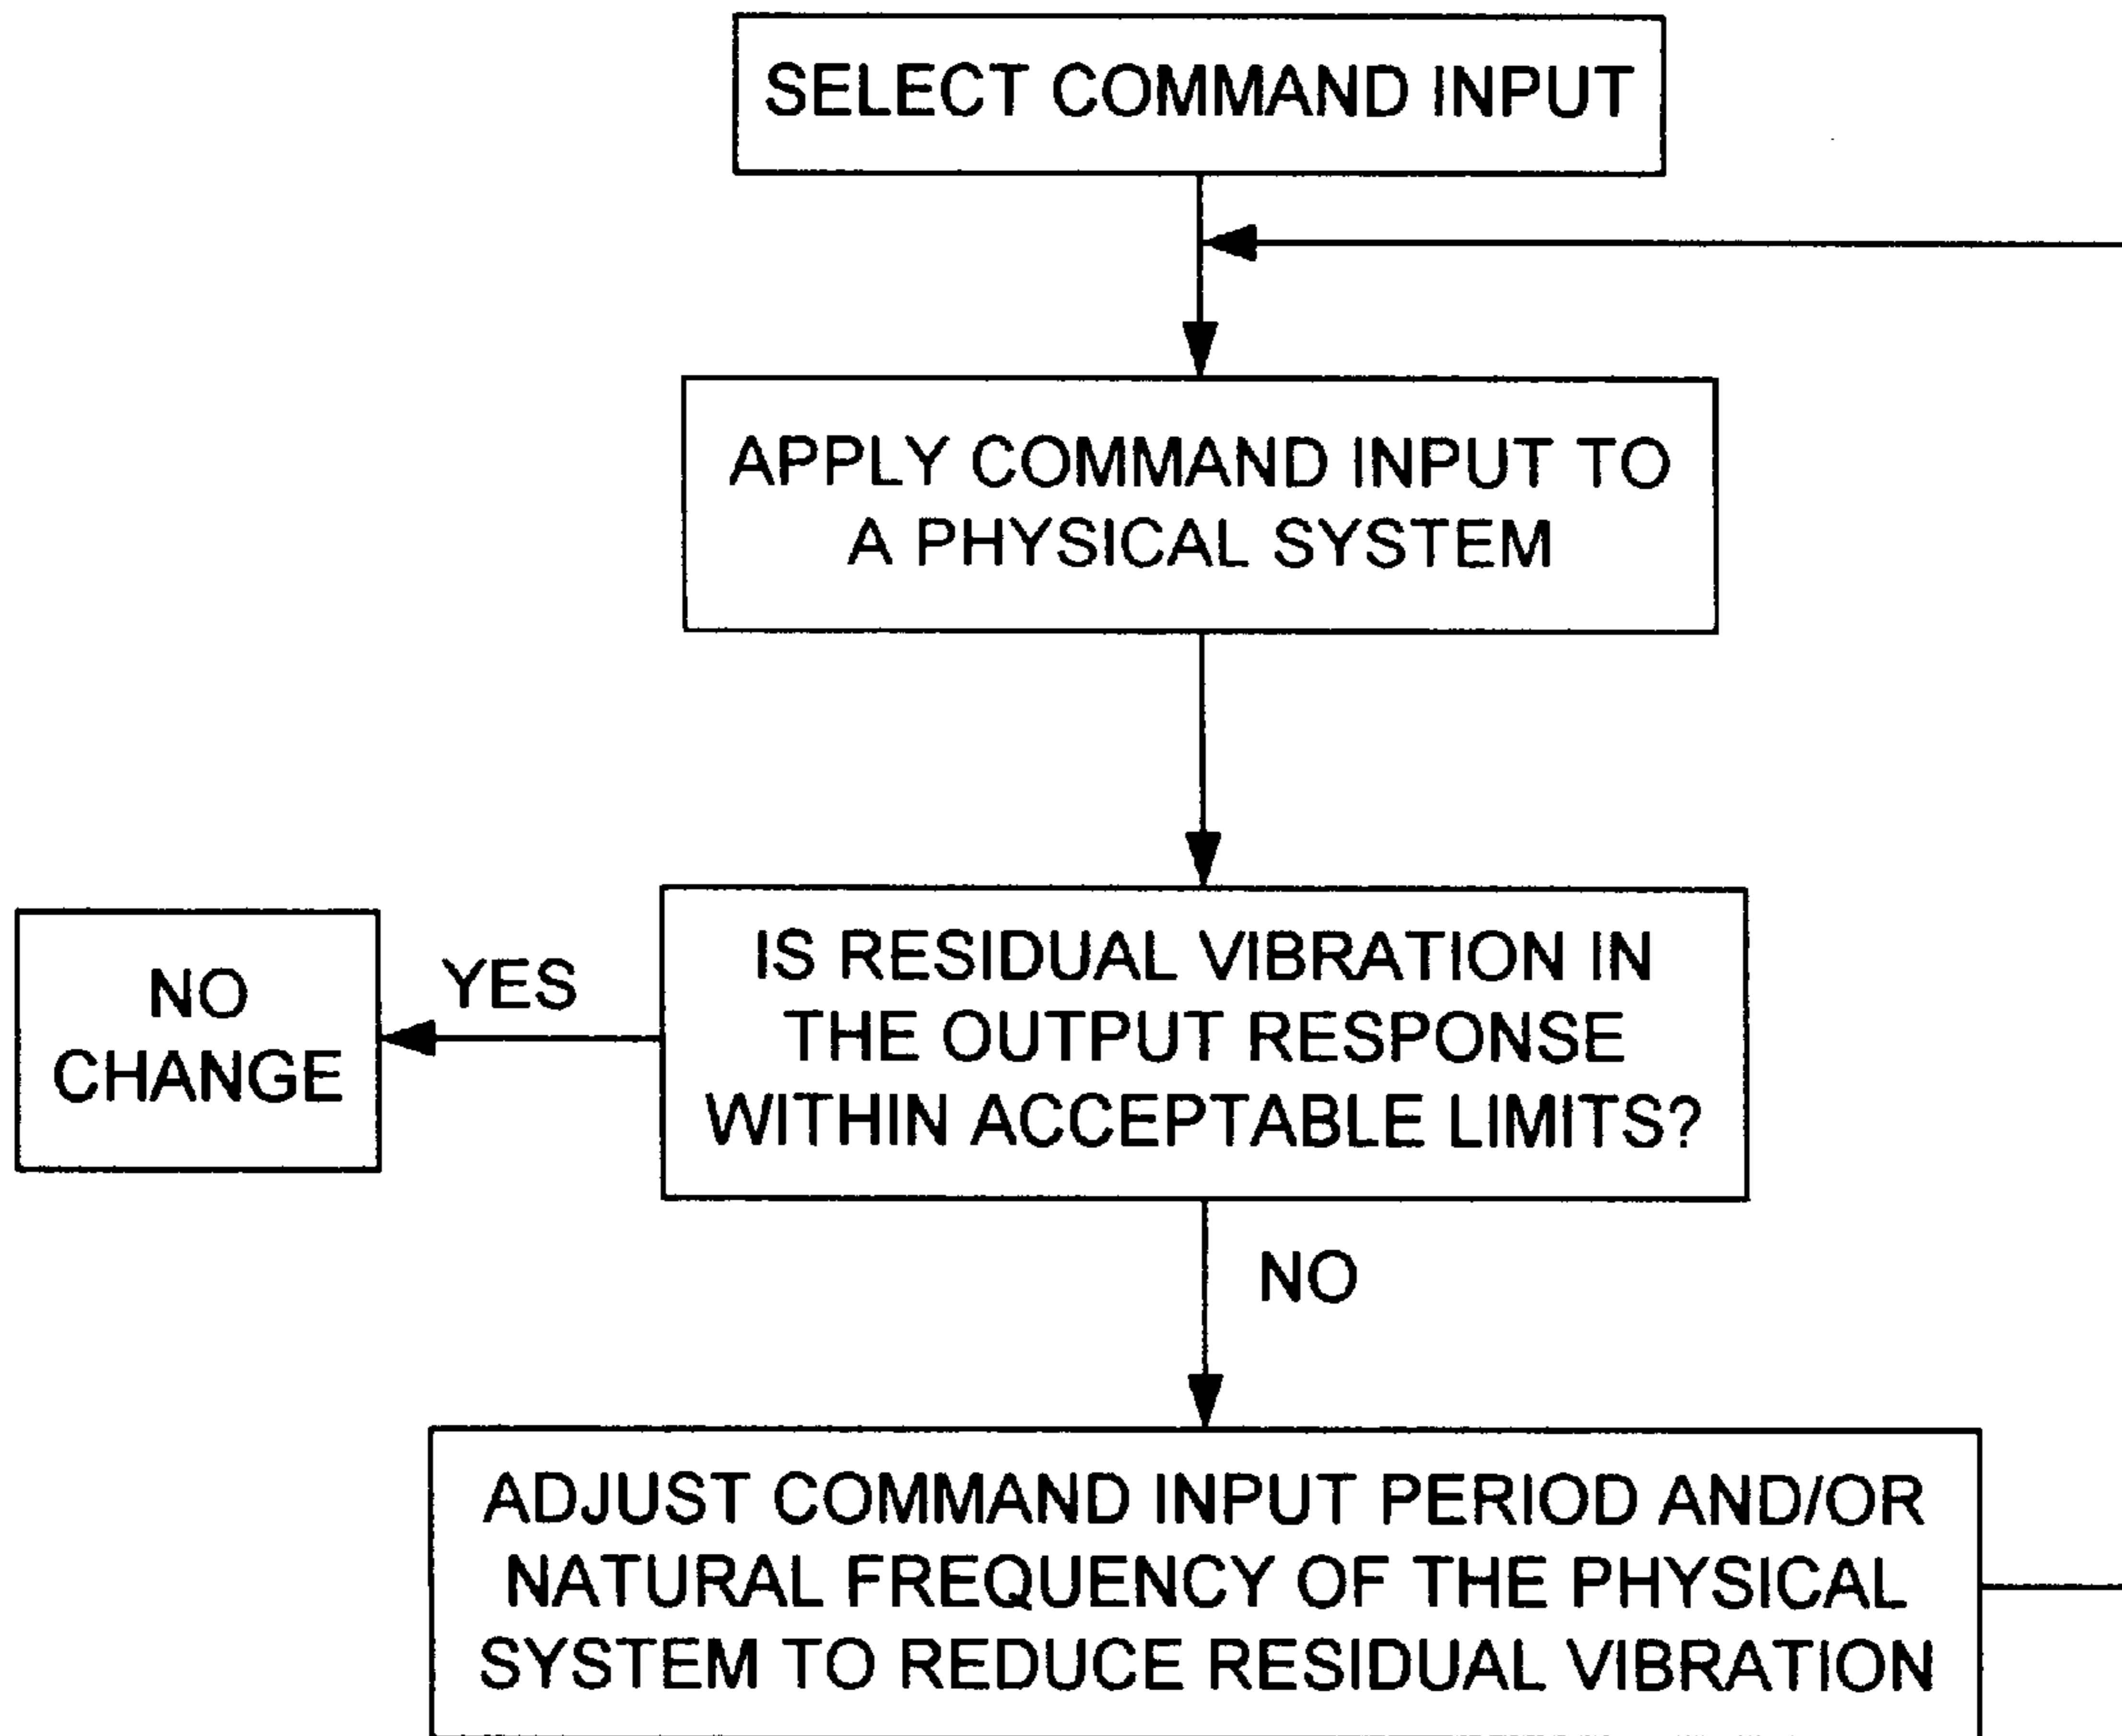 SELECT COMMAND INPUT
APPLY COMMAND INPUT TO
A PHYSICAL SYSTEM
IS RESIDUAL VIBRATION IN
THE OUTPUT RESPONSE
WITHIN ACCEPTABLE LIMITS?
YES
NO
CHANGE
NO
ADJUST COMMAND INPUT PERIOD AND/OR
NATURAL FREQUENCY OF THE PHYSICAL
SYSTEM TO REDUCE RESIDUAL VIBRATION